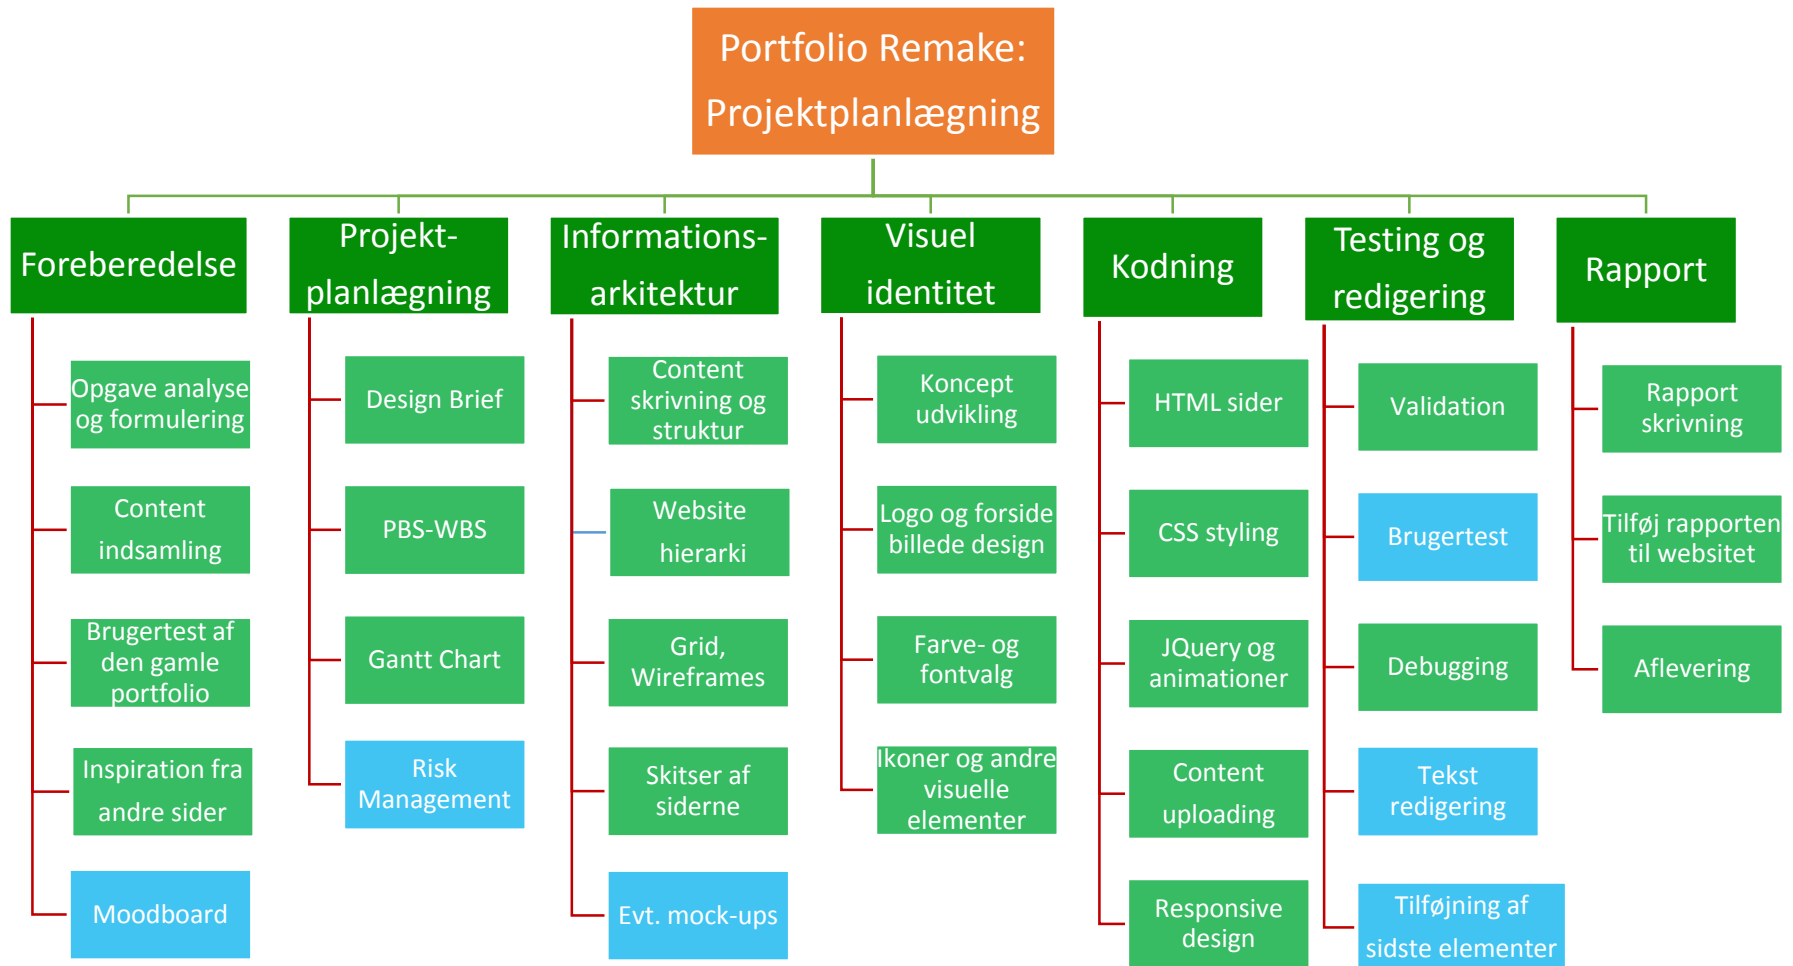 Portfolio Remake:
Projektplanlægning
Foreberedelse
Opgave analyse
og formulering
Content
indsamling
Brugertest af
den gamle
portfolio
Inspiration fra
andre sider
Moodboard
Projekt-
planlægning
Design Brief
PBS-WBS
Gantt Chart
Risk
Management
Informations-
arkitektur
Content
skrivning og
struktur
Website
hierarki
Grid,
Wireframes
Skitser af
siderne
Evt. mock-ups
Visuel
identitet
Koncept
udvikling
Logo og forside
billede design
Farve- og
fontvalg
Ikoner og andre
visuelle
elementer
Kodning
HTML sider
CSS styling
JQuery og
animationer
Content
uploading
Responsive
design
Testing og
redigering
Validation
Brugertest
Debugging
Tekst
redigering
Tilføjning af
sidste elementer
Rapport
Rapport
skrivning
Tilføj rapporten
til websitet
Aflevering